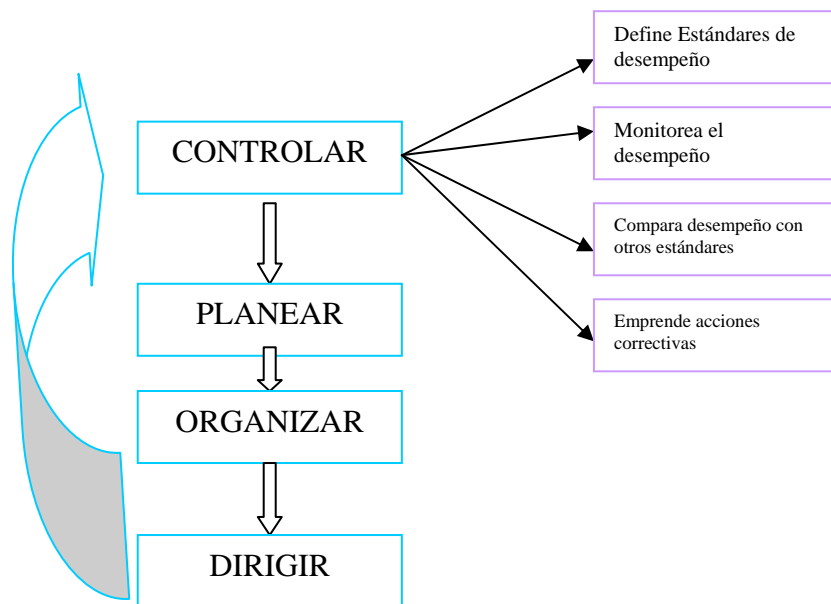 CONTROLAR
PLANEAR
ORGANIZAR
DIRIGIR
Define Estándares de
desempeño
Monitorea el
desempeño
Compara desempeño con
otros estándares
Emprende acciones
correctivas